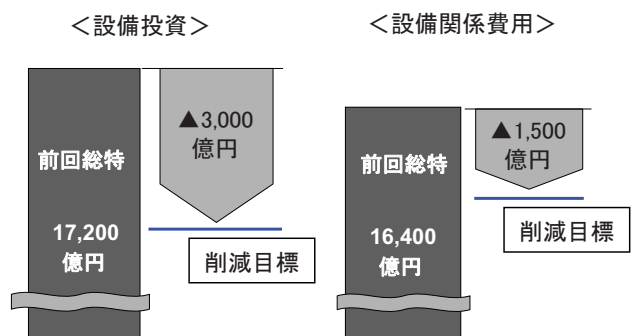 ＜設備投資＞
▲3,000
億円
前回総特
17,200
億円
削減目標
＜設備関係費用＞
▲1,500
億円
前回総特
16,400
億円
削減目標